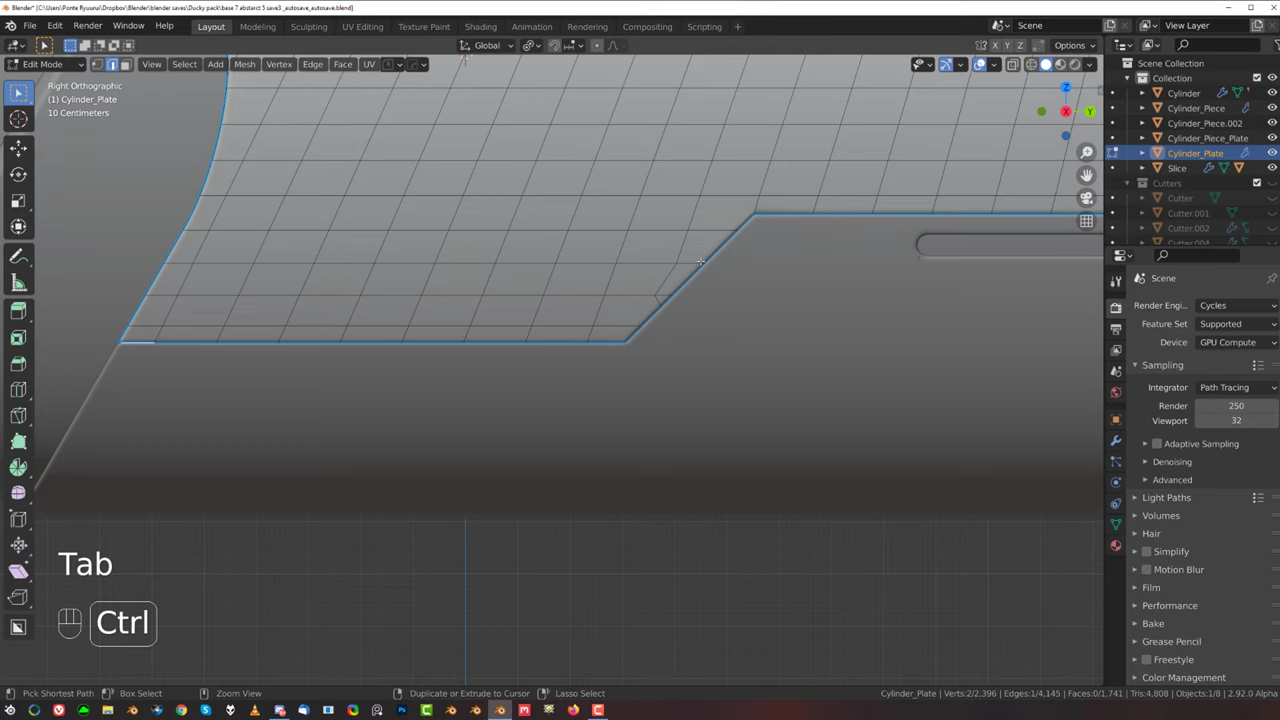 Blender* [C:\Users\Ponte Ryuurui\Dropbox\Blender\blender saves\Ducky pack\base 7 abstarct 5 save3 _autosave_autosave.blend]
File Edit Render Window Help Layout Modeling Sculpting UV Editing Texture Paint Shading Animation Rendering Compositing Scripting Scene View Layer
Global X Y Z Options
Edit Mode View Select Add Mesh Vertex Edge Face UV
Right Orthographic
(1) Cylinder_Plate
10 Centimeters
Z
X
Y
Scene Collection
Collection
Cylinder
Cylinder_Piece
Cylinder_Piece.002
Cylinder_Piece_Plate
Cylinder_Plate
Slice
Cutters
Cutter
Cutter.001
Cutter.002
Cutter.004
Scene
Render Engi... Cycles
Feature Set Supported
Device GPU Compute
Sampling
Integrator Path Tracing
Render 250
Viewport 32
Adaptive Sampling
Denoising
Advanced
Light Paths
Volumes
Hair
Simplify
Motion Blur
Film
Performance
Bake
Grease Pencil
Freestyle
Color Management
Tab
Ctrl
Pick Shortest Path Box Select Zoom View Duplicate or Extrude to Cursor Lasso Select Cylinder_Plate | Verts:2/2,396 | Edges:1/4,145 | Faces:0/1,741 | Tris:4,808 | Objects:1/8 | 2.92.0 Alpha